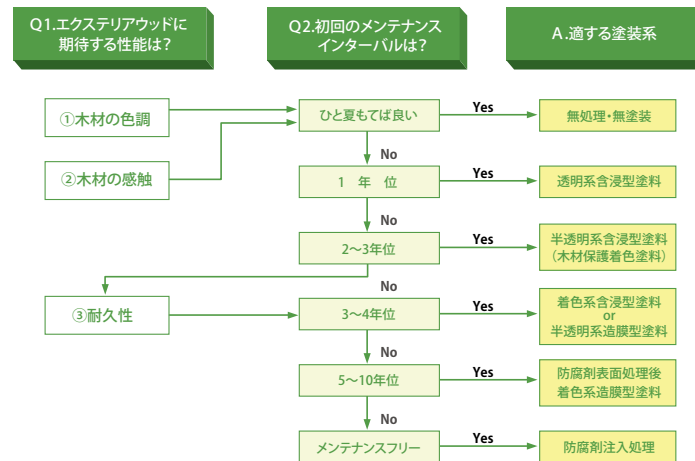 Q1.エクステリアウッドに
期待する性能は?
Q2.初回のメンテナンス
インターバルは?
A.適する塗装系
①木材の色調
ひと夏もてば良い
Yes
無処理・無塗装
No
②木材の感触
1 年 位
Yes
透明系含浸型塗料
No
2〜3年位
Yes
半透明系含浸型塗料
(木材保護着色塗料)
No
③耐久性
3〜4年位
Yes
着色系含浸型塗料
or
半透明系造膜型塗料
No
5〜10年位
Yes
防腐剤表面処理後
着色系造膜型塗料
No
メンテナンスフリー
Yes
防腐剤注入処理